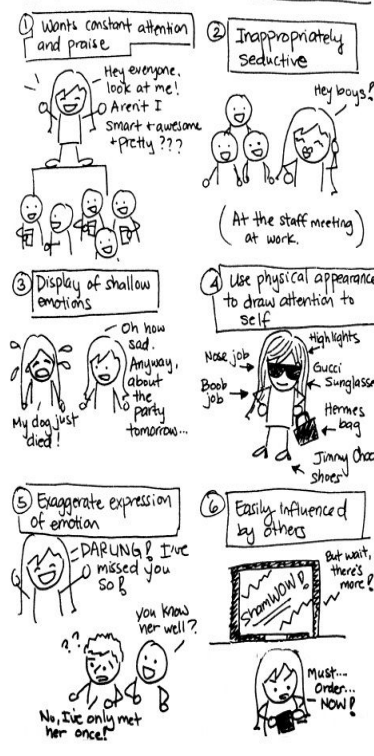 ① Wants constant attention
and praise
Hey everyone,
look at me!
Aren't I
smart + awesome
+ pretty ???
② Inappropriately
seductive
Hey boys!
(At the staff meeting
at work.)
③ Display of shallow
emotions
Oh how
sad.
Anyway,
about
the
party
tomorrow...
My dog just
died!
④ Use physical appearance
to draw attention to
self
Highlights
Nose job
Gucci
Sunglasses
Boob
job
Hermes
bag
Jimmy Choo
shoes
⑤ Exaggerate expression
of emotion
DARLING! I've
missed you
SO!
you know
her well?
??
No, I've only met
her once!
⑥ Easily influenced
by others
But wait,
there's
more!
ShamWOW!
Must...
Order...
NOW!